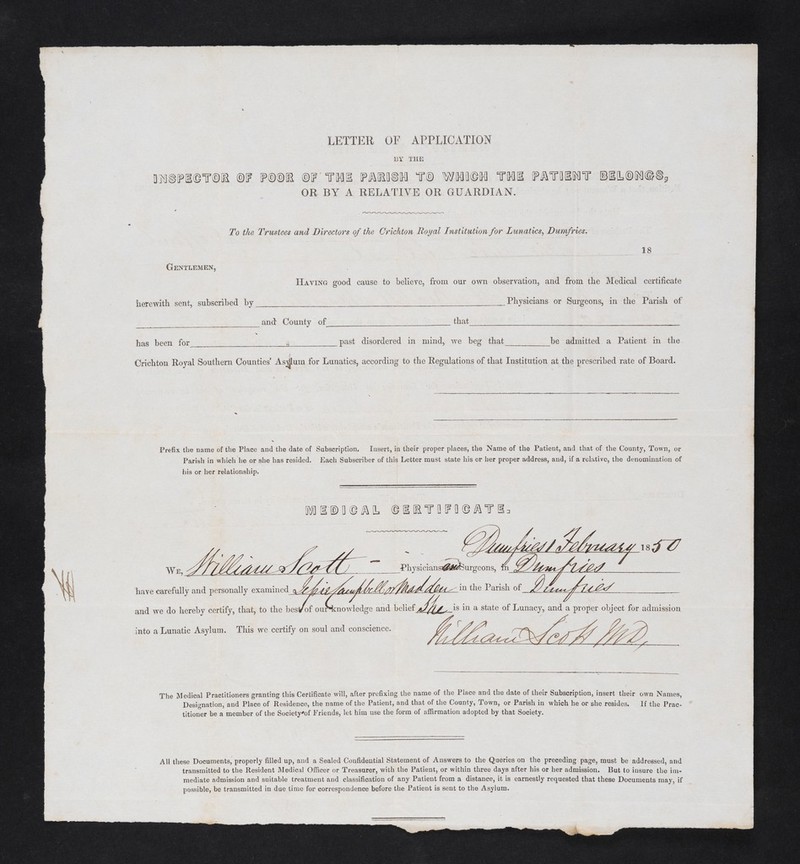 LETTER OF APPLICATION
BY THE
INSPECTOR OF POOR OF THE PARISH TO WHICH THE PATIENT BELONGS,
OR BY A RELATIVE OR GUARDIAN.
To the Trustees and Directors of the Crichton Royal Institution for Lunatics, Dumfries.
18
GENTLEMEN,
HAVING good cause to believe, from our own observation, and from the Medical certificate
herewith sent, subscribed by Physicians or Surgeons, in the Parish of
and County of that
has been for past disordered in mind, we beg that be admitted a Patient in the
Crichton Royal Southern Counties' Asylum for Lunatics, according to the Regulations of that Institution at the prescribed rate of Board.
Prefix the name of the Place and the date of Subscription. Insert, in their proper places, the Name of the Patient, and that of the County, Town, or
Parish in which he or she has resided. Each Subscriber of this Letter must state his or her proper address, and, if a relative, the denomination of
his or her relationship.
MEDICAL CERTIFICATE.
Dumfries 1 February 1850
WE, William Scott - Physicians and Surgeons, in Dumfries
have carefully and personally examined Campbell or Madden in the Parish of Dumfries
and we do hereby certify, that, to the best of our knowledge and belief She is in a state of Lunacy, and a proper object for admission
into a Lunatic Asylum. This we certify on soul and conscience.
William Scott MD,
The Medical Practitioners granting this Certificate will, after prefixing the name of the Place and the date of their Subscription, insert their own Names,
Designation, and Place of Residence, the name of the Patient, and that of the County, Town, or Parish in which he or she resides. If the Prac-
titioner be a member of the Society of Friends, let him use the form of affirmation adopted by that Society.
All these Documents, properly filled up, and a Sealed Confidential Statement of Answers to the Queries on the preceding page, must be addressed, and
transmitted to the Resident Medical Officer or Treasurer, with the Patient, or within three days after his or her admission. But to insure the im-
mediate admission and suitable treatment and classification of any Patient from a distance, it is earnestly requested that these Documents may, if
possible, be transmitted in due time for correspondence before the Patient is sent to the Asylum.